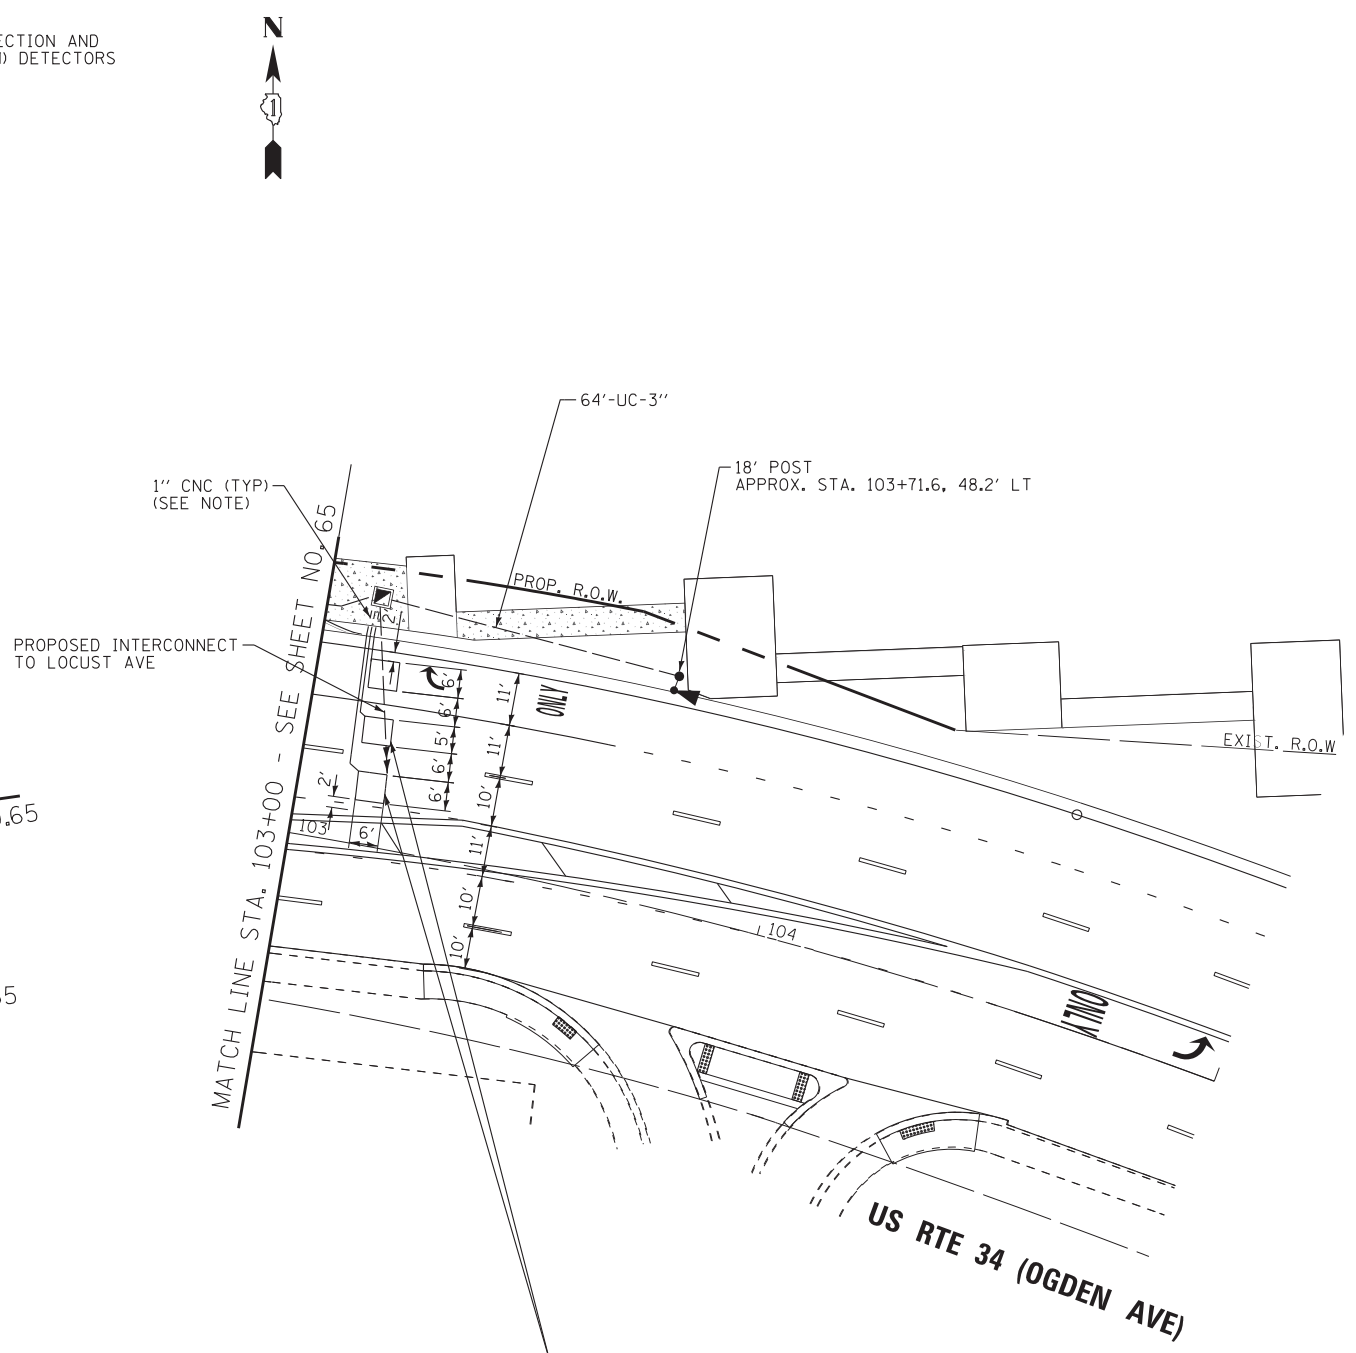 N
ECTION AND
) DETECTORS
1
64'-UC-3''
18' POST
APPROX. STA. 103+71.6, 48.2' LT
1'' CNC (TYP)
(SEE NOTE)
MATCH LINE STA. 103+00 - SEE SHEET NO. 65
PROP. R.O.W.
PROPOSED INTERCONNECT
TO LOCUST AVE
2'
6'
6'
5'
6'
6'
11'
11'
10'
11'
10'
10'
ONLY
EXIST. R.O.W
2'
103
6'
.65
104
ONLY
5
US RTE 34 (OGDEN AVE)